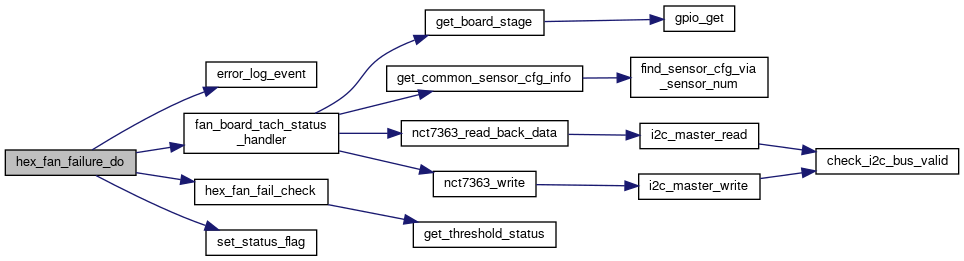 hex_fan_failure_do
error_log_event
fan_board_tach_status
_handler
hex_fan_fail_check
set_status_flag
get_board_stage
get_common_sensor_cfg_info
nct7363_read_back_data
nct7363_write
get_threshold_status
gpio_get
find_sensor_cfg_via
_sensor_num
i2c_master_read
i2c_master_write
check_i2c_bus_valid